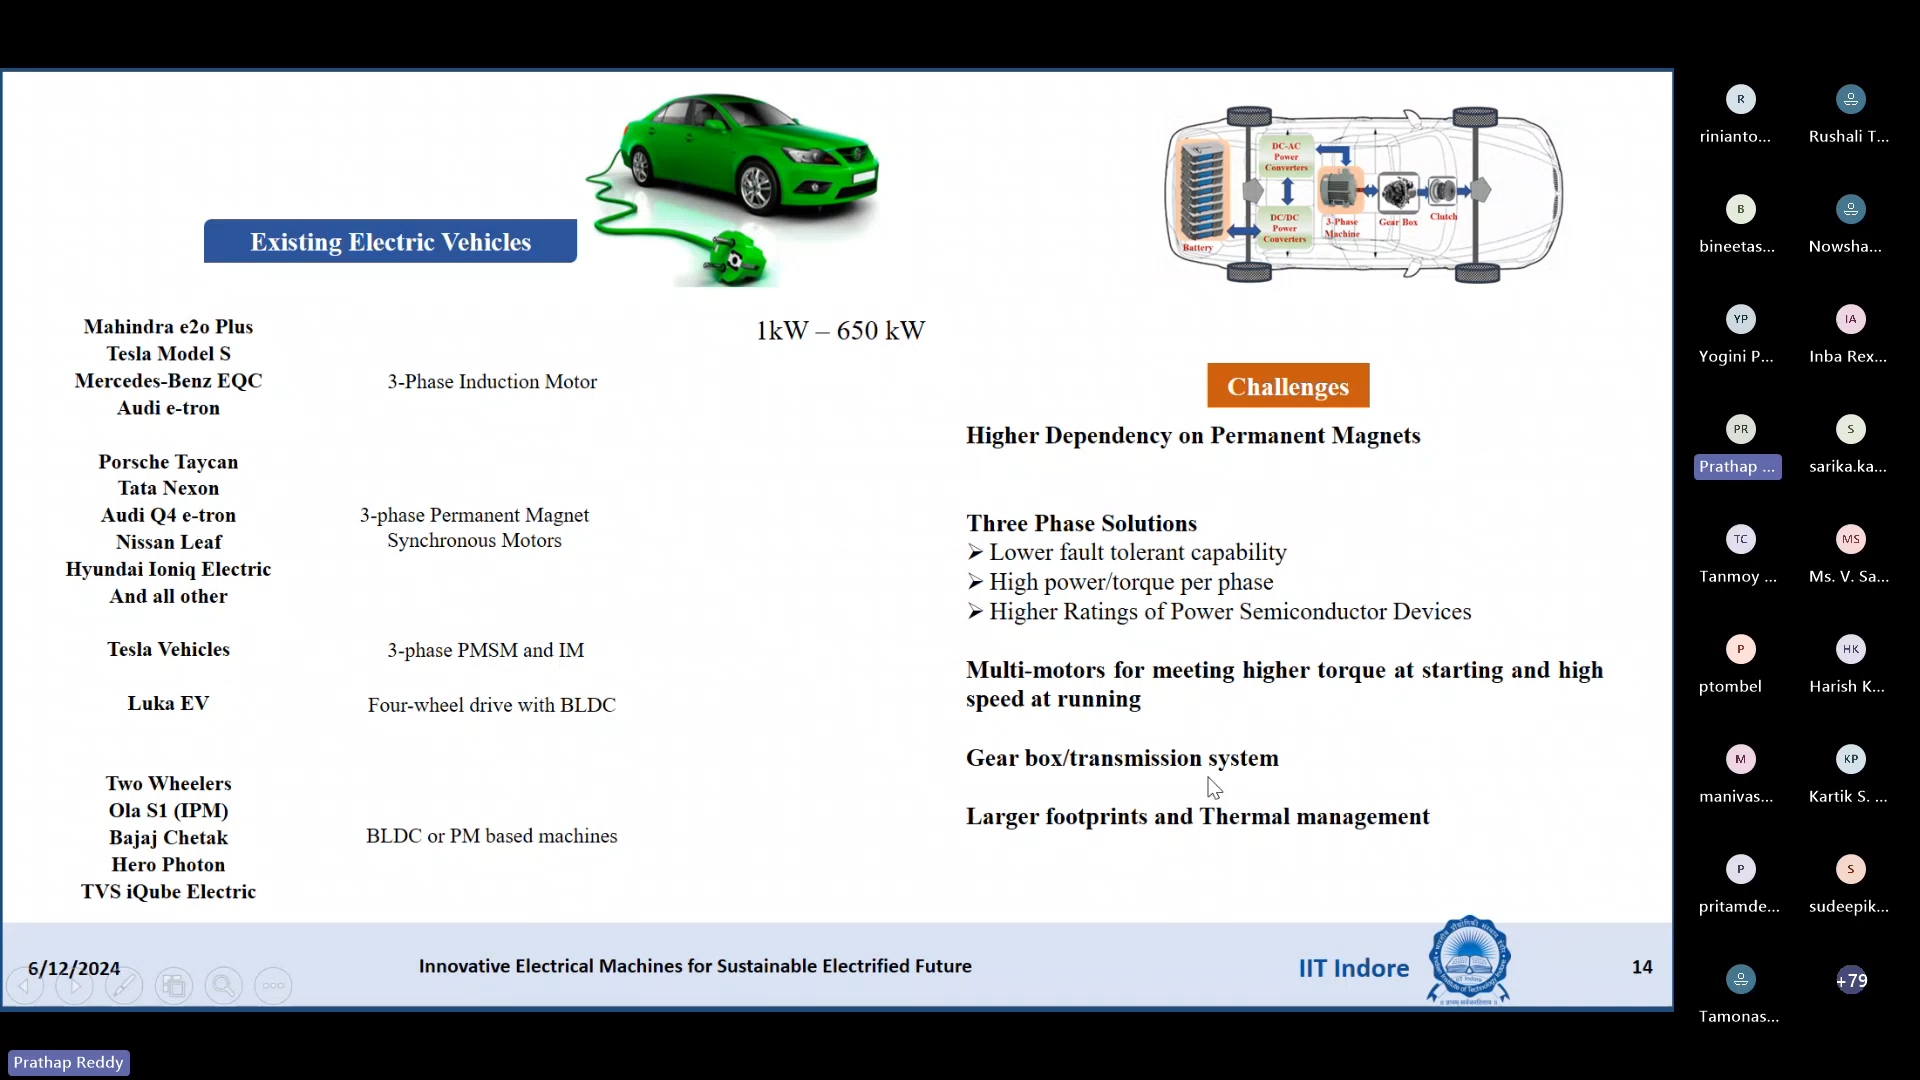 Existing Electric Vehicles
DC-AC
Power
Converters
DC/DC
Power
Converters
Battery
3-Phase
Machine
Gear Box
Clutch
1kW – 650 kW
Mahindra e2o Plus
Tesla Model S
Mercedes-Benz EQC
Audi e-tron
3-Phase Induction Motor
Porsche Taycan
Tata Nexon
Audi Q4 e-tron
Nissan Leaf
Hyundai Ioniq Electric
And all other
3-phase Permanent Magnet
Synchronous Motors
Tesla Vehicles
3-phase PMSM and IM
Luka EV
Four-wheel drive with BLDC
Two Wheelers
Ola S1 (IPM)
Bajaj Chetak
Hero Photon
TVS iQube Electric
BLDC or PM based machines
Challenges
Higher Dependency on Permanent Magnets
Three Phase Solutions
➢ Lower fault tolerant capability
➢ High power/torque per phase
➢ Higher Ratings of Power Semiconductor Devices
Multi-motors for meeting higher torque at starting and high
speed at running
Gear box/transmission system
Larger footprints and Thermal management
6/12/2024
Innovative Electrical Machines for Sustainable Electrified Future
IIT Indore
14
Prathap Reddy
R
rinianto...
Rushali T...
B
bineetas...
Nowsha...
YP
Yogini P...
IA
Inba Rex...
PR
Prathap ...
S
sarika.ka...
TC
Tanmoy ...
MS
Ms. V. Sa...
P
ptombel
HK
Harish K...
M
manivas...
KP
Kartik S. ...
P
pritamde...
S
sudeepik...
Tamonas...
+79